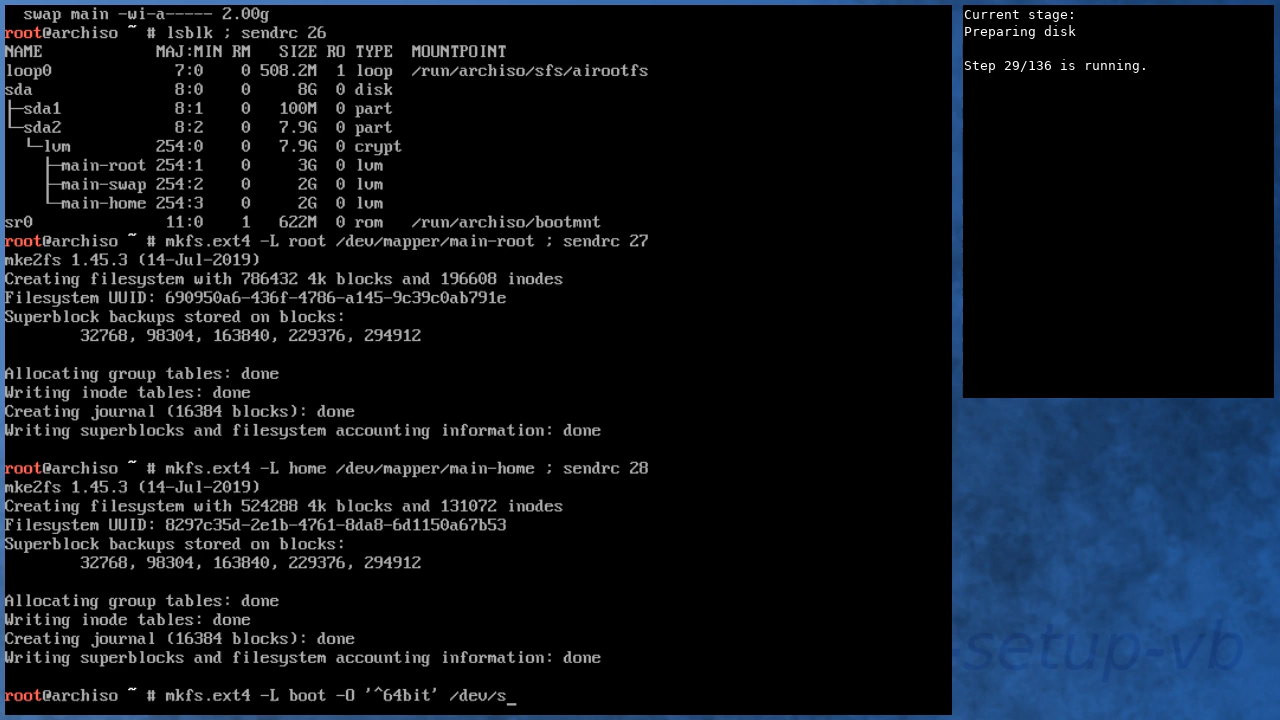 swap main -wi-a----- 2.00g
root@archiso ~ # lsblk ; sendrc 26
NAME            MAJ:MIN RM   SIZE RO TYPE  MOUNTPOINT
loop0             7:0    0 508.2M  1 loop  /run/archiso/sfs/airootfs
sda               8:0    0     8G  0 disk
├─sda1            8:1    0   100M  0 part
└─sda2            8:2    0   7.9G  0 part
  └─lvm         254:0    0   7.9G  0 crypt
    ├─main-root 254:1    0     3G  0 lvm
    ├─main-swap 254:2    0     2G  0 lvm
    └─main-home 254:3    0     2G  0 lvm
sr0              11:0    1   622M  0 rom   /run/archiso/bootmnt
root@archiso ~ # mkfs.ext4 -L root /dev/mapper/main-root ; sendrc 27
mke2fs 1.45.3 (14-Jul-2019)
Creating filesystem with 786432 4k blocks and 196608 inodes
Filesystem UUID: 690950a6-436f-4786-a145-9c39c0ab791e
Superblock backups stored on blocks:
        32768, 98304, 163840, 229376, 294912

Allocating group tables: done
Writing inode tables: done
Creating journal (16384 blocks): done
Writing superblocks and filesystem accounting information: done

root@archiso ~ # mkfs.ext4 -L home /dev/mapper/main-home ; sendrc 28
mke2fs 1.45.3 (14-Jul-2019)
Creating filesystem with 524288 4k blocks and 131072 inodes
Filesystem UUID: 8297c35d-2e1b-4761-8da8-6d1150a67b53
Superblock backups stored on blocks:
        32768, 98304, 163840, 229376, 294912

Allocating group tables: done
Writing inode tables: done
Creating journal (16384 blocks): done
Writing superblocks and filesystem accounting information: done

root@archiso ~ # mkfs.ext4 -L boot -O '^64bit' /dev/s_
Current stage:
Preparing disk

Step 29/136 is running.
-setup-vb